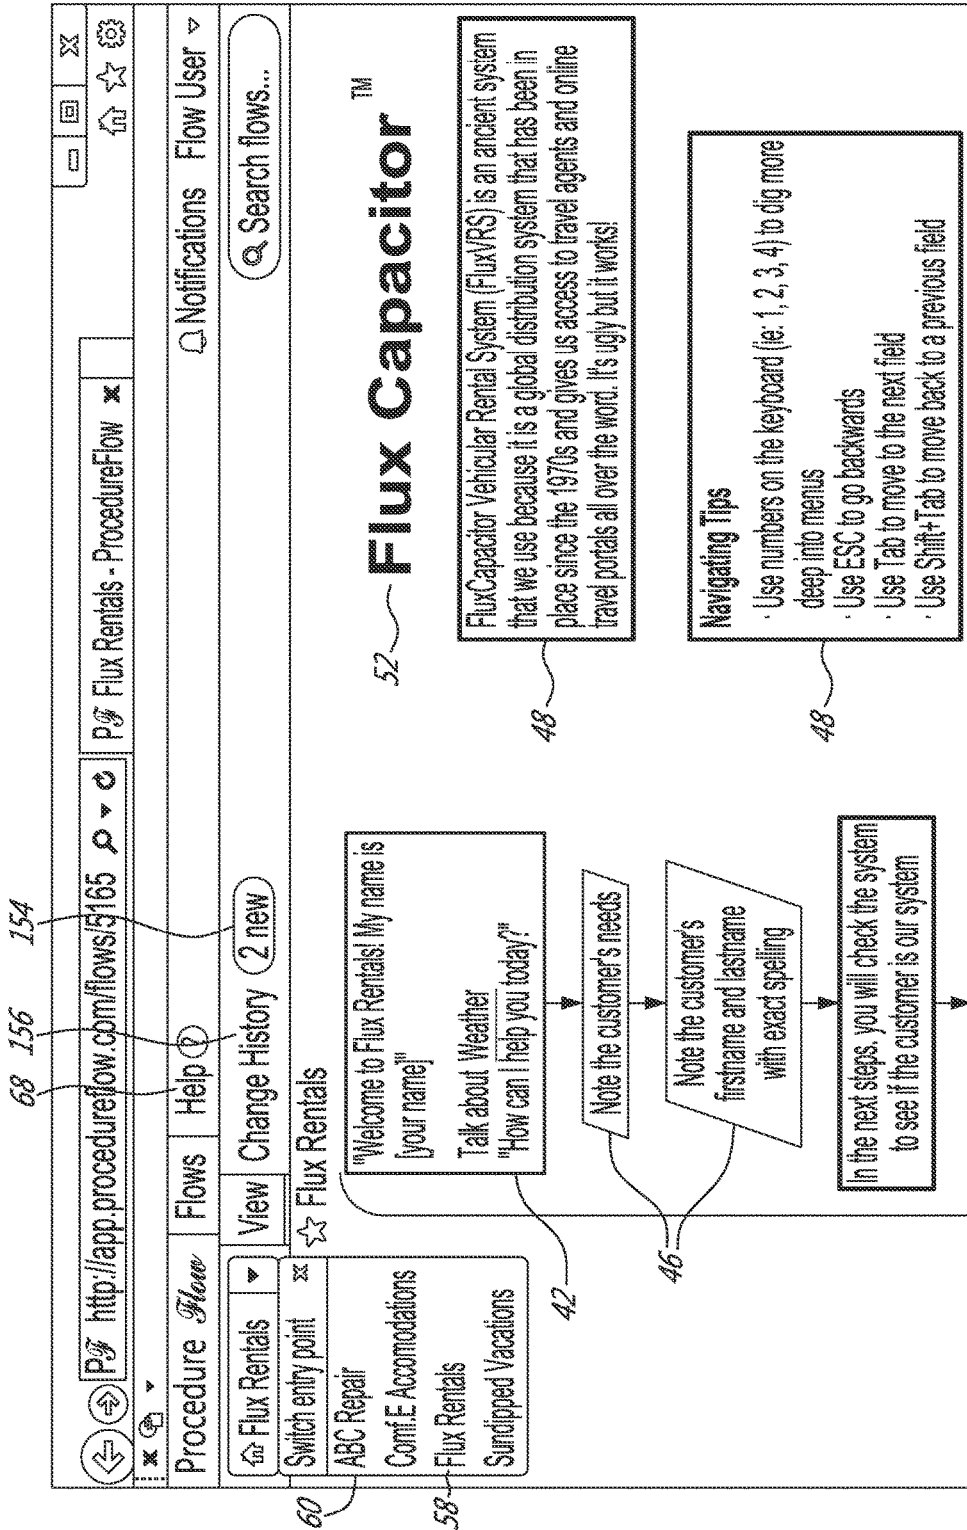 68
156
154
PF http://app.procedureflow.com/flows/5165
PF Flux Rentals - ProcedureFlow x
Procedure Flow
Flows
Help ?
Notifications
Flow User
Flux Rentals
View
Change History
2 new
Search flows...
Switch entry point
ABC Repair
Comf.E Accomodations
Flux Rentals
Sundipped Vacations
60
58
Flux Rentals
"'Welcome to Flux Rentals! My name is
[your name]"'
Talk about Weather
"'How can I help you today?"'
42
Note the customer's needs
Note the customer's
firstname and lastname
with exact spelling
46
In the next steps, you will check the system
to see if the customer is our system
52
Flux Capacitor™
FluxCapacitor Vehicular Rental System (FluxVRS) is an ancient system
that we use because it is a global distribution system that has been in
place since the 1970s and gives us access to travel agents and online
travel portals all over the word. It's ugly but it works!
48
Navigating Tips
· Use numbers on the keyboard (ie: 1, 2, 3, 4) to dig more
deep into menus
· Use ESC to go backwards
· Use Tab to move to the next field
· Use Shift+Tab to move back to a previous field
48